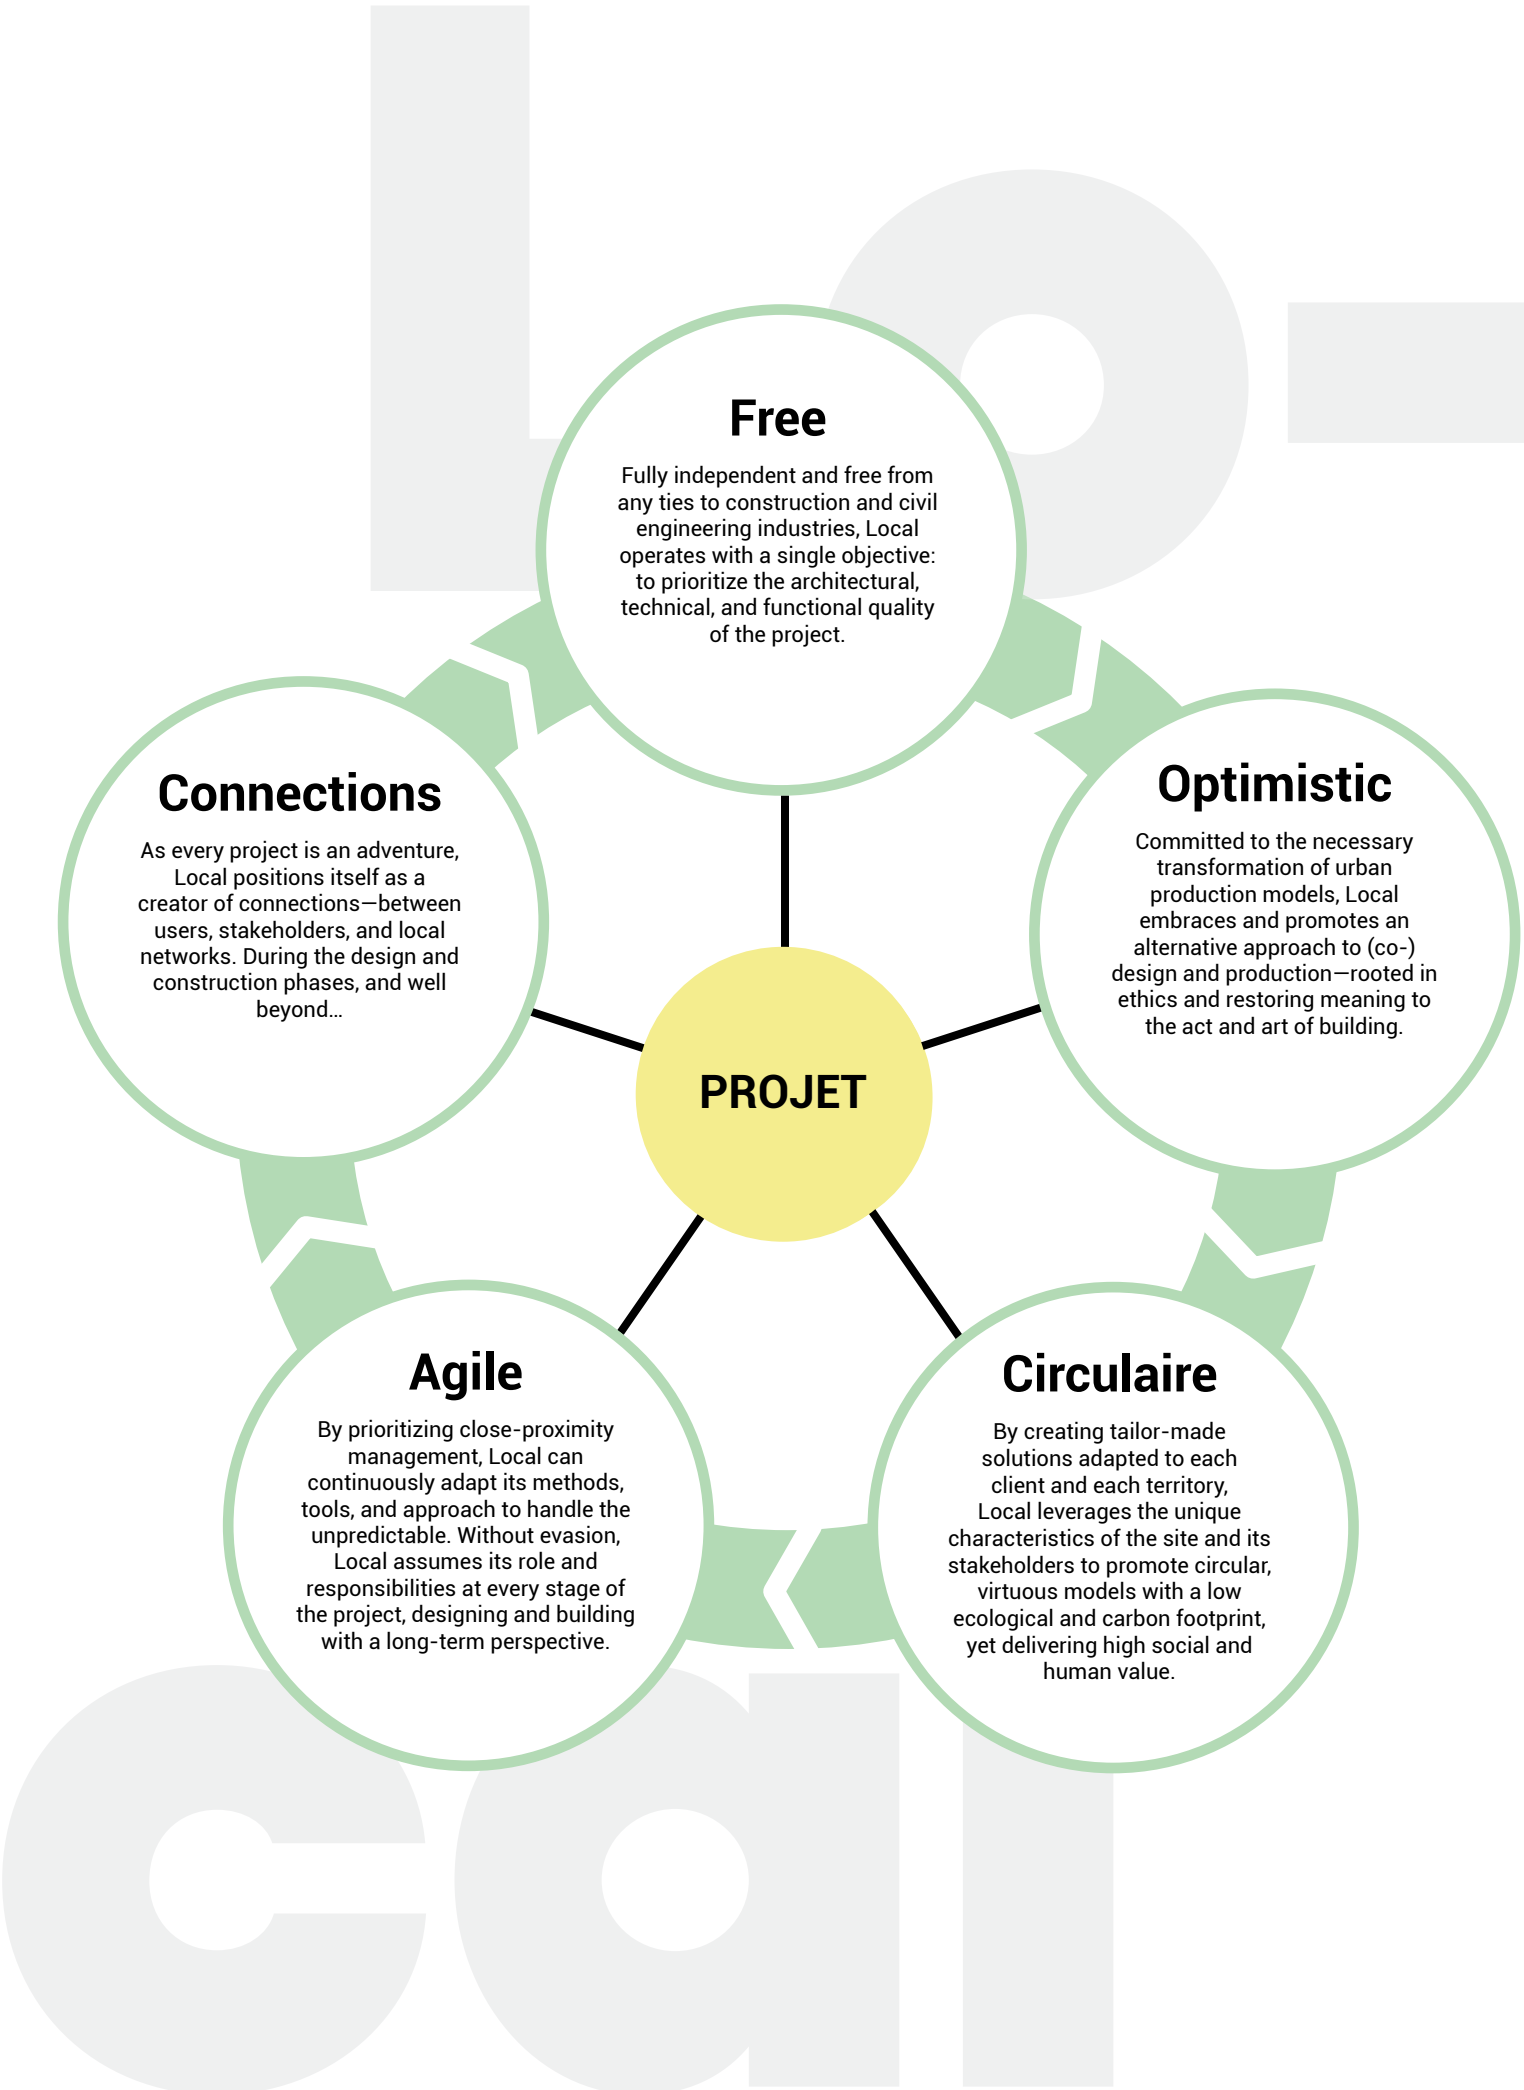 Lo-
Free
Fully independent and free from
any ties to construction and civil
engineering industries, Local
operates with a single objective:
to prioritize the architectural,
technical, and functional quality
of the project.
Connections
As every project is an adventure,
Local positions itself as a
creator of connections—between
users, stakeholders, and local
networks. During the design and
construction phases, and well
beyond…
Optimistic
Committed to the necessary
transformation of urban
production models, Local
embraces and promotes an
alternative approach to (co-)
design and production—rooted in
ethics and restoring meaning to
the act and art of building.
PROJET
Agile
By prioritizing close-proximity
management, Local can
continuously adapt its methods,
tools, and approach to handle the
unpredictable. Without evasion,
Local assumes its role and
responsibilities at every stage of
the project, designing and building
with a long-term perspective.
Circulaire
By creating tailor-made
solutions adapted to each
client and each territory,
Local leverages the unique
characteristics of the site and its
stakeholders to promote circular,
virtuous models with a low
ecological and carbon footprint,
yet delivering high social and
human value.
cal